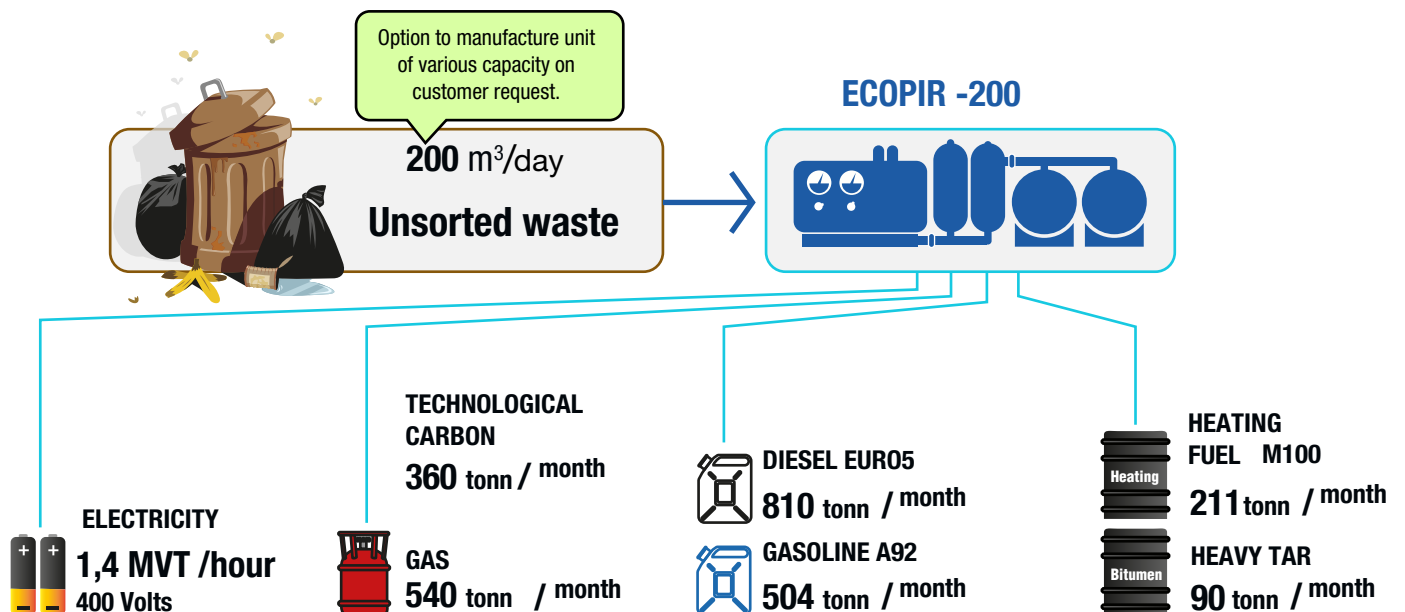 Option to manufacture unit
of various capacity on
customer request.
ECOPIR -200
200 m³/day
Unsorted waste
TECHNOLOGICAL
CARBON
360 tonn / month
HEATING
FUEL M100
Heating
211 tonn / month
DIESEL EURO5
810 tonn / month
ELECTRICITY
1,4 MVT /hour
400 Volts
GAS
540 tonn / month
GASOLINE A92
504 tonn / month
HEAVY TAR
Bitumen
90 tonn / month